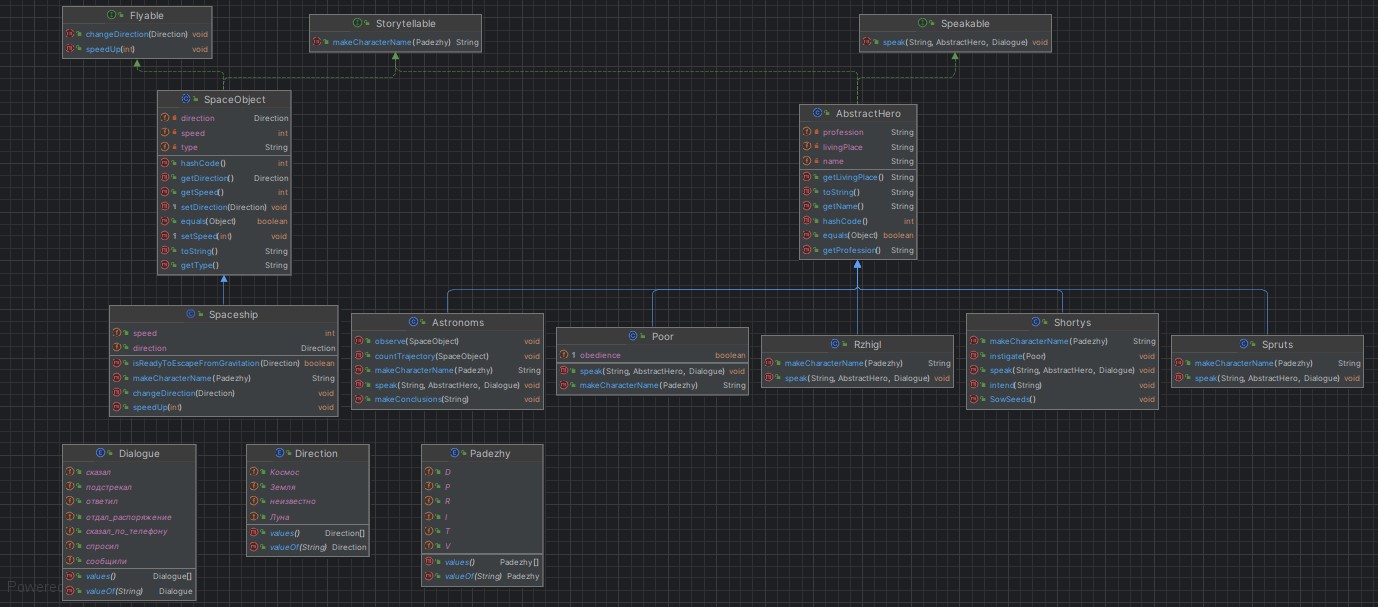 Flyable
changeDirection(Direction) void
speedUp(int) void
Storytellable
makeCharacterName(Padezhy) String
Speakable
speak(String, AbstractHero, Dialogue) void
SpaceObject
direction Direction
speed int
type String
hashCode() int
getDirection() Direction
getSpeed() int
setDirection(Direction) void
equals(Object) boolean
setSpeed(int) void
toString() String
getType() String
AbstractHero
profession String
livingPlace String
name String
getLivingPlace() String
toString() String
getName() String
hashCode() int
equals(Object) boolean
getProfession() String
Spaceship
speed int
direction Direction
isReadyToEscapeFromGravitation(Direction) boolean
makeCharacterName(Padezhy) String
changeDirection(Direction) void
speedUp(int) void
Astronoms
observe(SpaceObject) void
countTrajectory(SpaceObject) void
makeCharacterName(Padezhy) String
speak(String, AbstractHero, Dialogue) void
makeConclusions(String) void
Poor
obedience boolean
speak(String, AbstractHero, Dialogue) void
makeCharacterName(Padezhy) String
Rzhigl
makeCharacterName(Padezhy) String
speak(String, AbstractHero, Dialogue) void
Shortys
makeCharacterName(Padezhy) String
instigate(Poor) void
speak(String, AbstractHero, Dialogue) void
intend(String) void
SowSeeds() void
Spruts
makeCharacterName(Padezhy) String
speak(String, AbstractHero, Dialogue) void
Dialogue
сказал
подстрекал
ответил
отдал_распоряжение
сказал_по_телефону
спросил
сообщили
values() Dialogue[]
valueOf(String) Dialogue
Direction
Космос
Земля
неизвестно
Луна
values() Direction[]
valueOf(String) Direction
Padezhy
D
P
R
I
T
V
values() Padezhy[]
valueOf(String) Padezhy